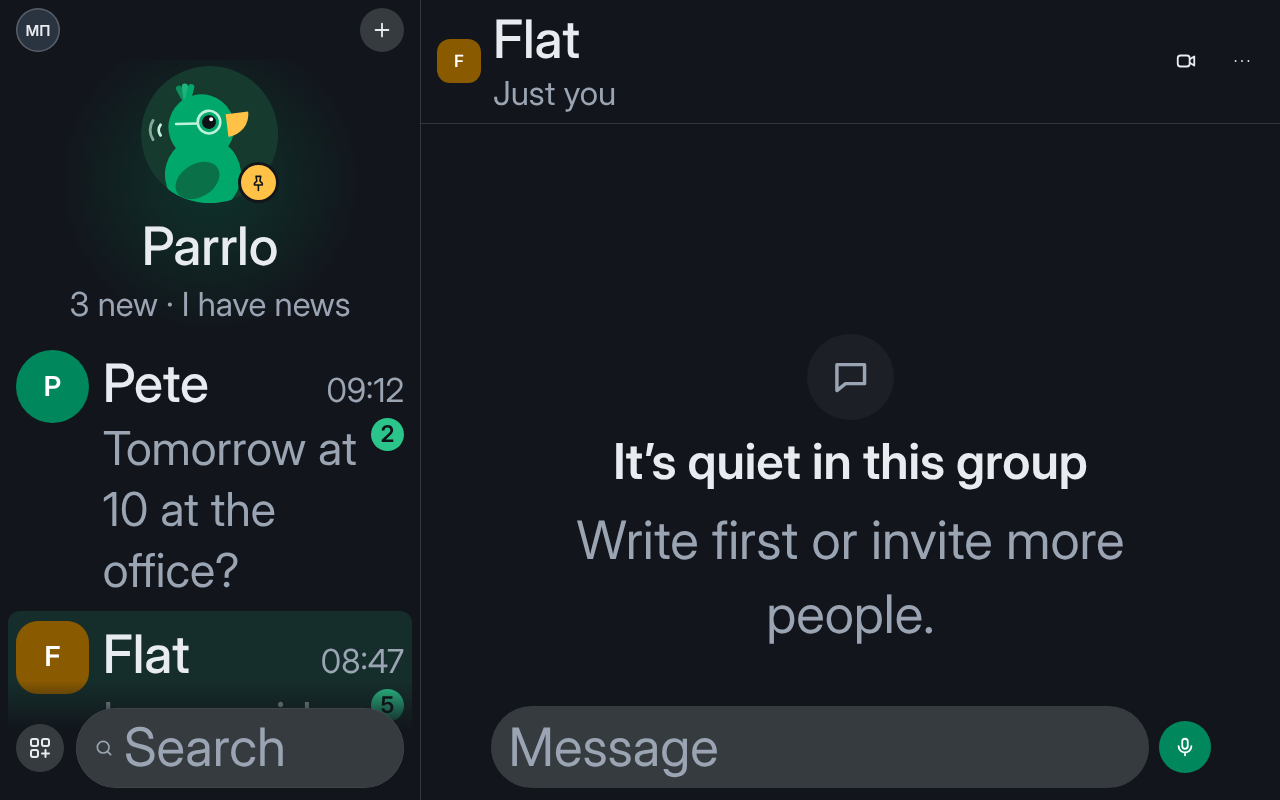 МП
Parrlo
3 new · I have news
P
Pete
09:12
Tomorrow at
10 at the
office?
2
F
Flat
08:47
5
Search
F
Flat
Just you
It’s quiet in this group
Write first or invite more
people.
Message